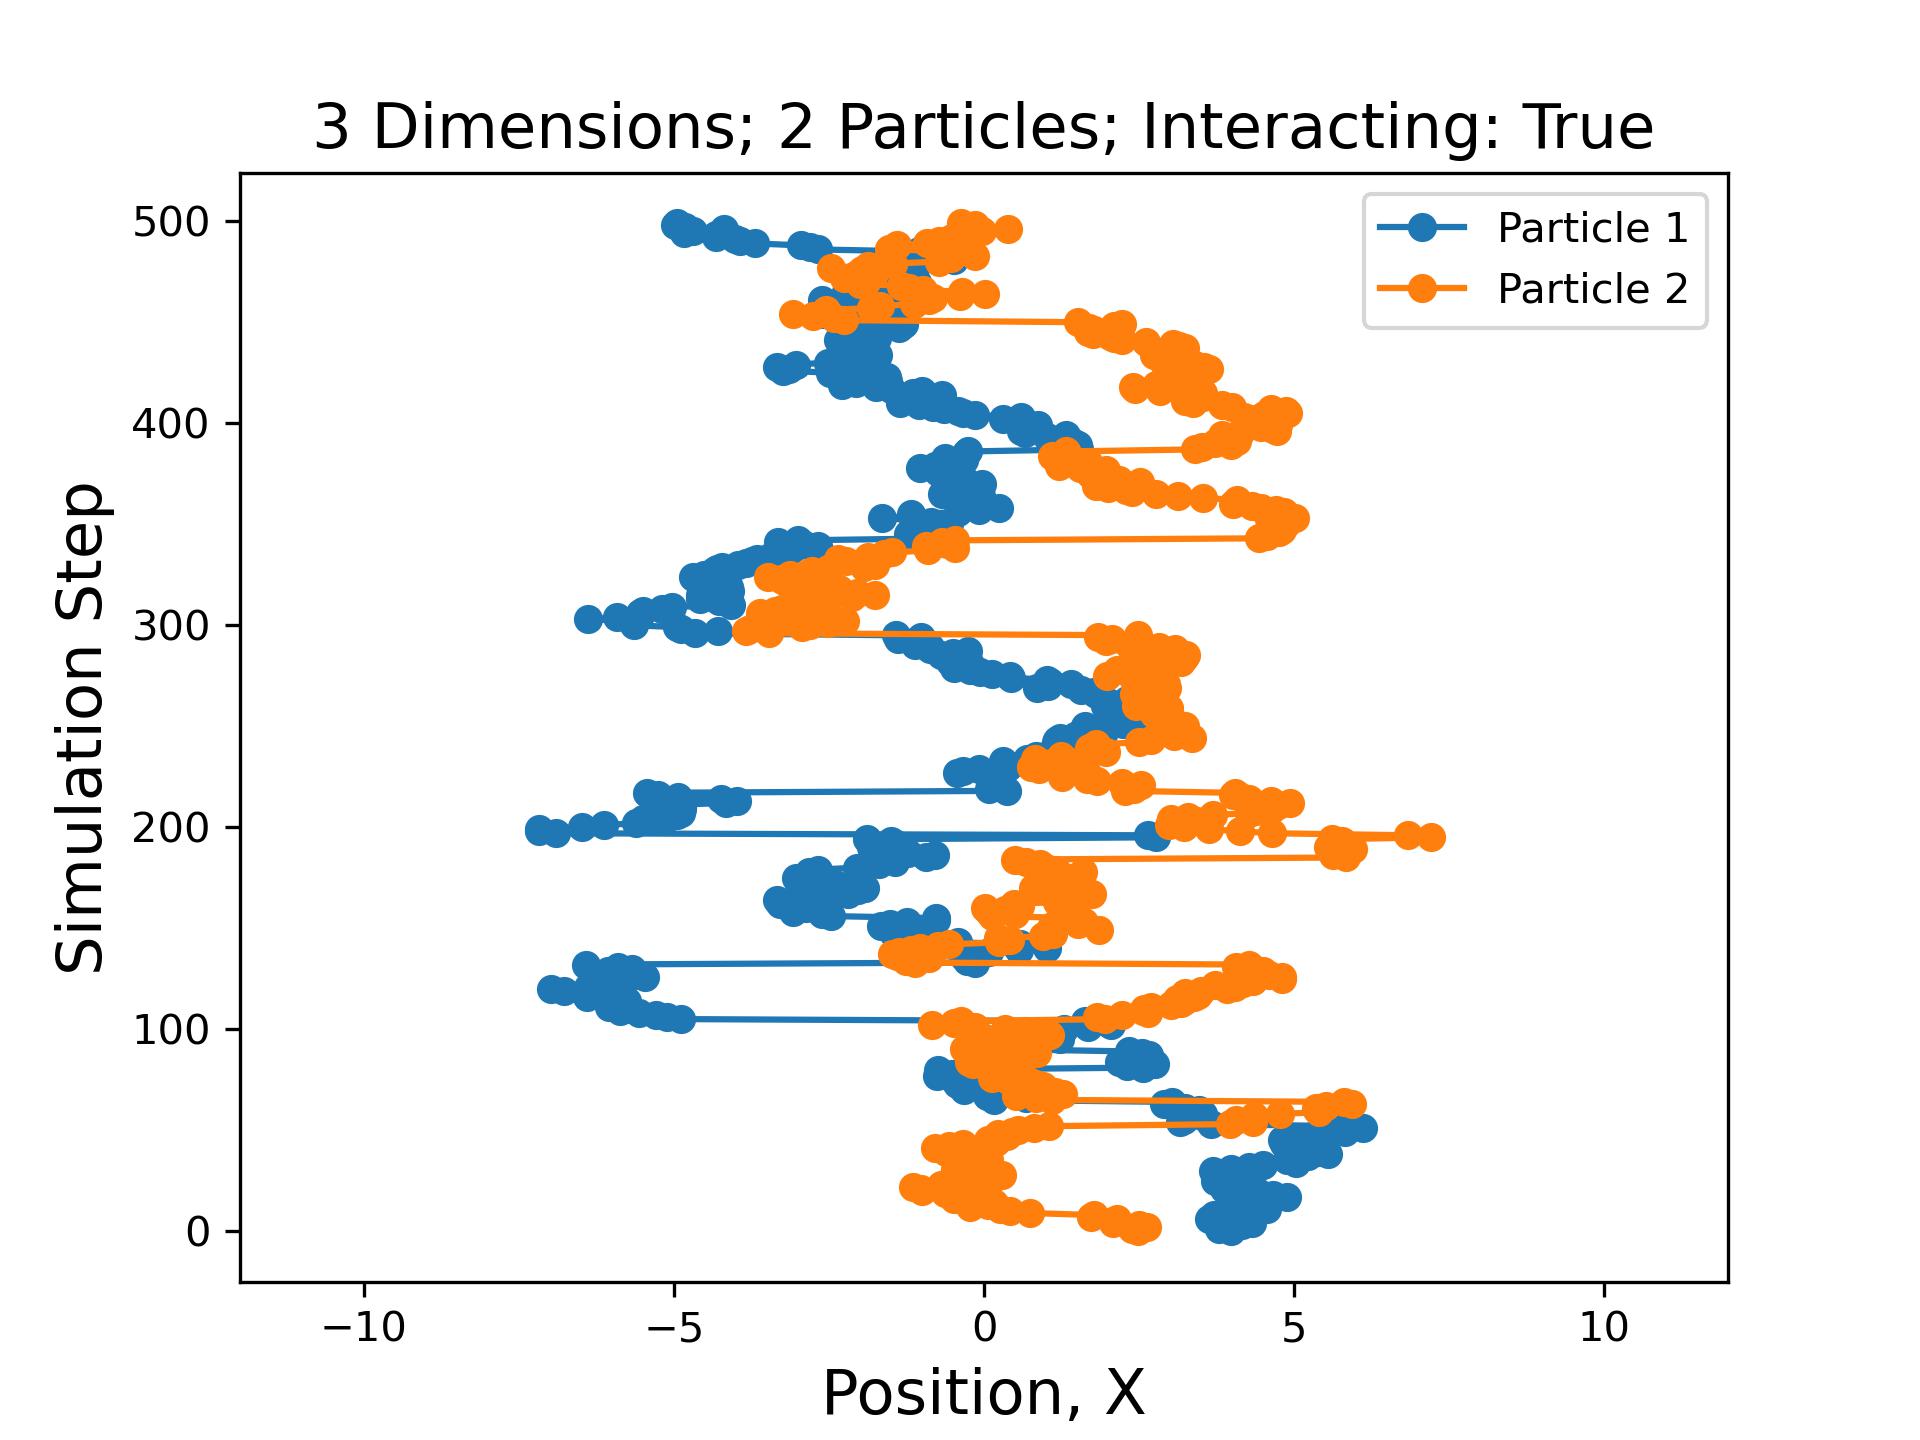 3 Dimensions; 2 Particles; Interacting: True
Particle 1
Particle 2
Simulation Step
500
400
300
200
100
0
−10
−5
0
5
10
Position, X